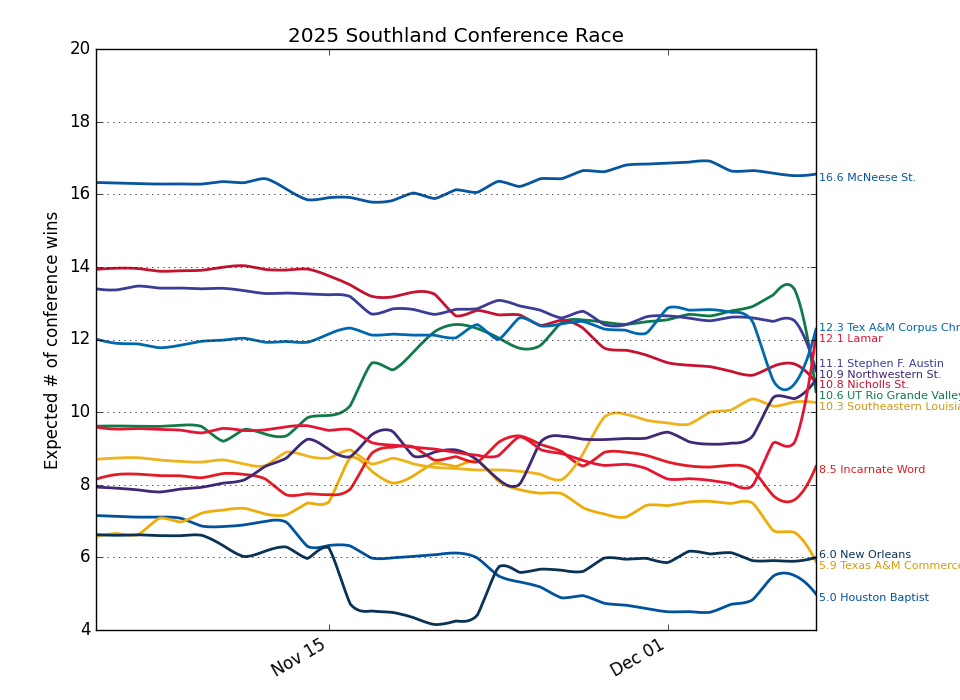 2025 Southland Conference Race
Expected # of conference wins
20
18
16
14
12
10
8
6
4
Nov 15
Dec 01
16.6 McNeese St.
12.3 Tex A&M Corpus Chr
12.1 Lamar
11.1 Stephen F. Austin
10.9 Northwestern St.
10.8 Nicholls St.
10.6 UT Rio Grande Valley
10.3 Southeastern Louisia
8.5 Incarnate Word
6.0 New Orleans
5.9 Texas A&M Commerce
5.0 Houston Baptist